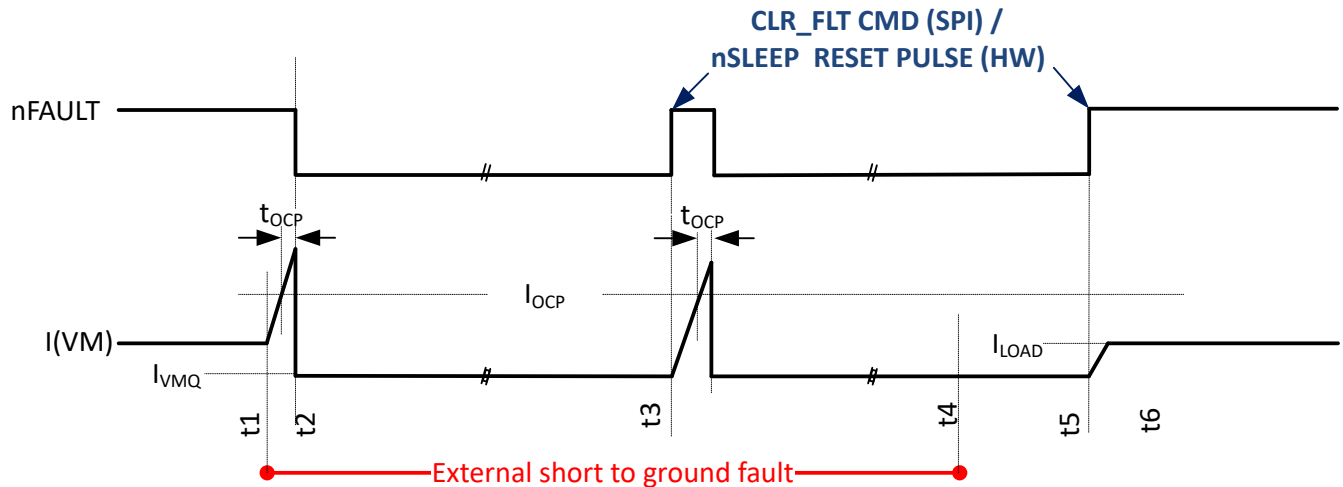 CLR_FLT CMD (SPI) /
nSLEEP RESET PULSE (HW)
nFAULT
tOCP
tOCP
IOCP
I(VM)
ILOAD
IVMQ
t1
t2
t3
t4
t5
t6
External short to ground fault